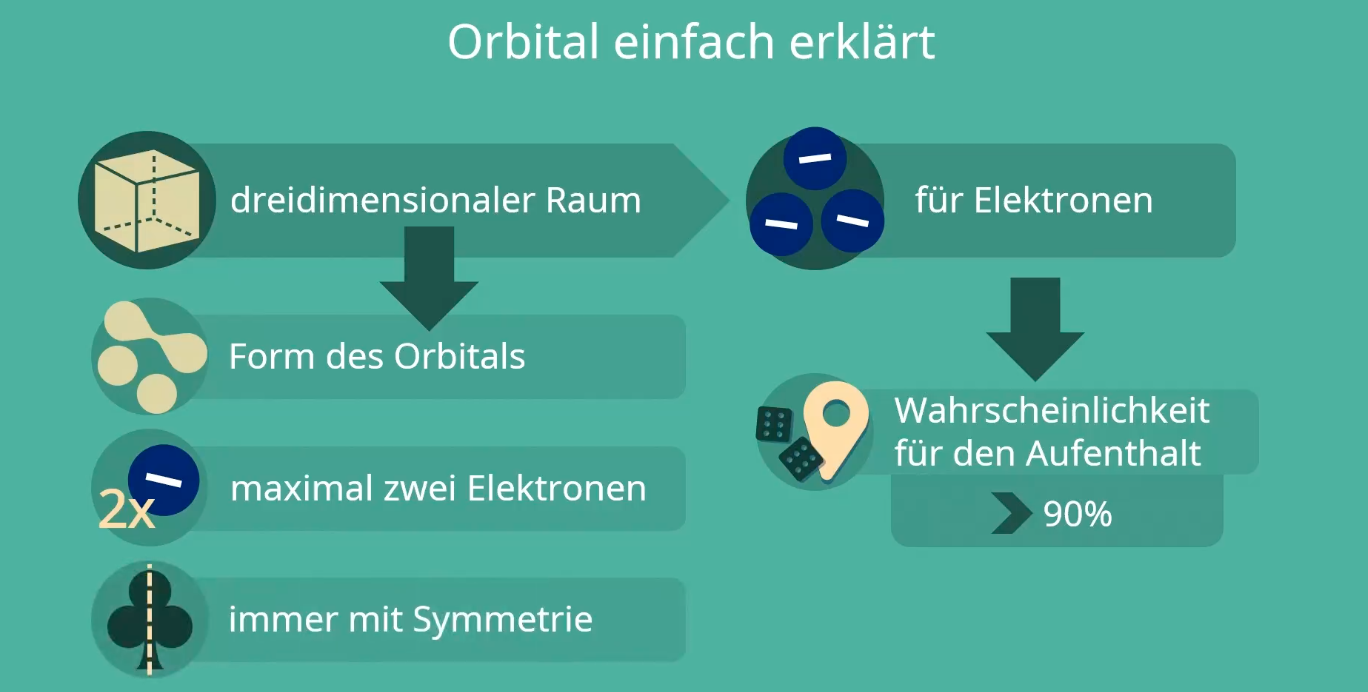 Orbital einfach erklärt
dreidimensionaler Raum
für Elektronen
Form des Orbitals
2x
maximal zwei Elektronen
immer mit Symmetrie
Wahrscheinlichkeit
für den Aufenthalt
90%